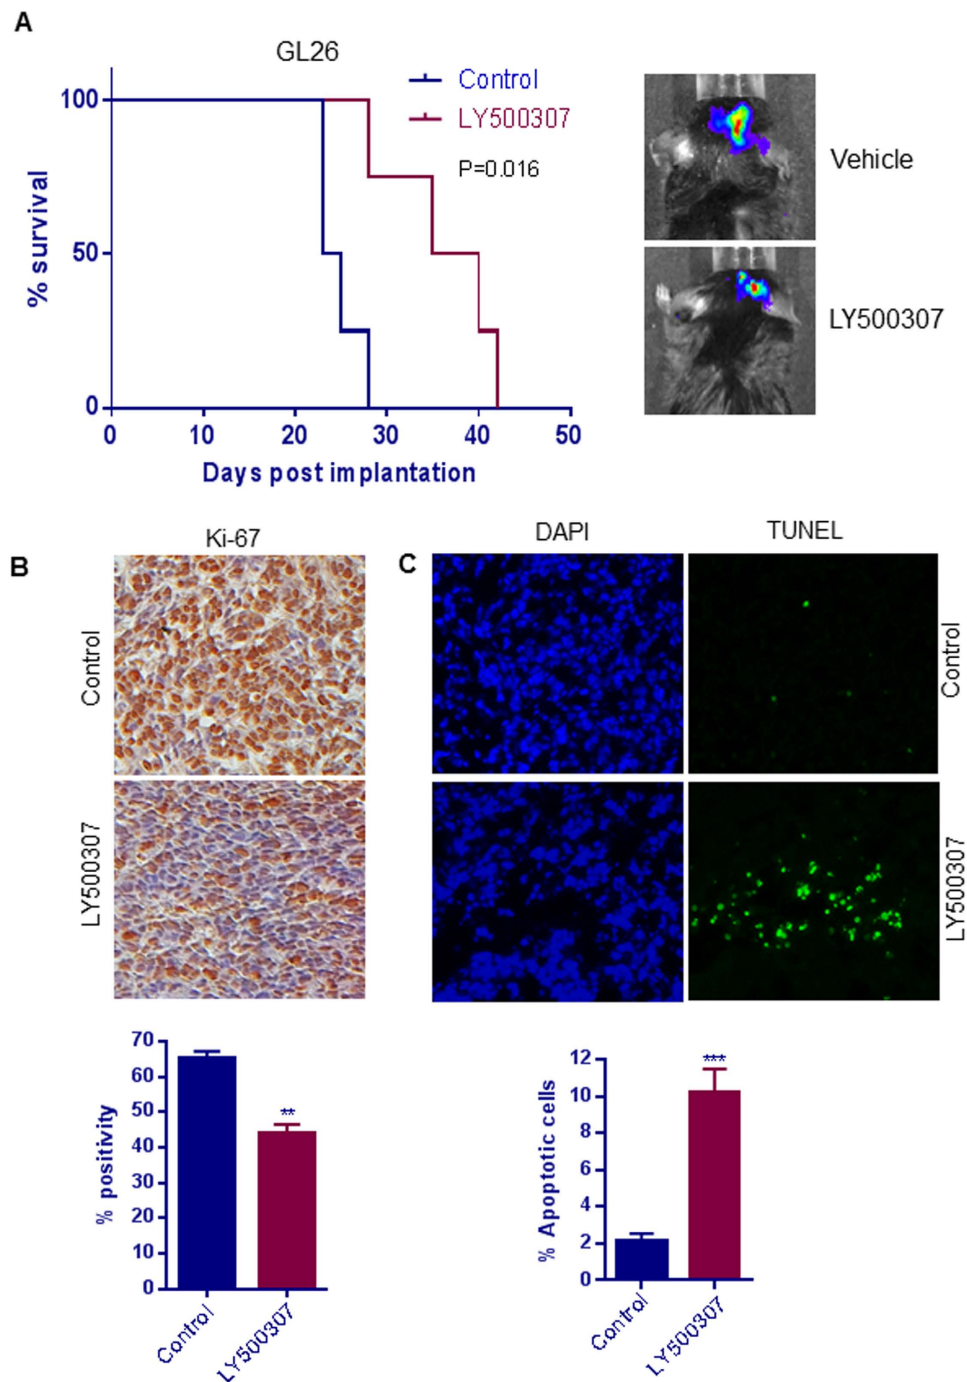 A
GL26
Control
LY500307
P=0.016
100
50
0
% survival
0 10 20 30 40 50
Days post implantation
Vehicle
LY500307
B
Ki-67
Control
LY500307
70
60
50
40
30
20
10
0
% positivity
**
Control
LY500307
C
DAPI
TUNEL
Control
LY500307
12
10
8
6
4
2
0
% Apoptotic cells
***
Control
LY500307